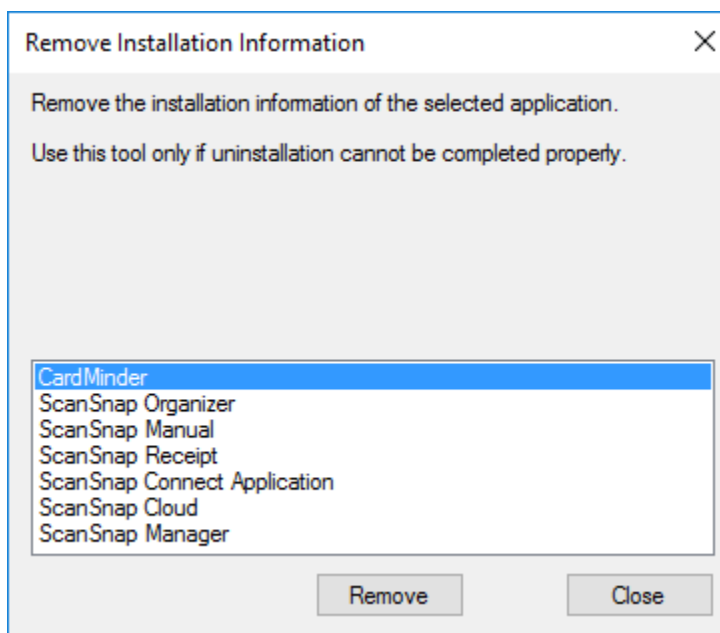 Remove Installation Information
Remove the installation information of the selected application.
Use this tool only if uninstallation cannot be completed properly.
CardMinder
ScanSnap Organizer
ScanSnap Manual
ScanSnap Receipt
ScanSnap Connect Application
ScanSnap Cloud
ScanSnap Manager
Remove
Close